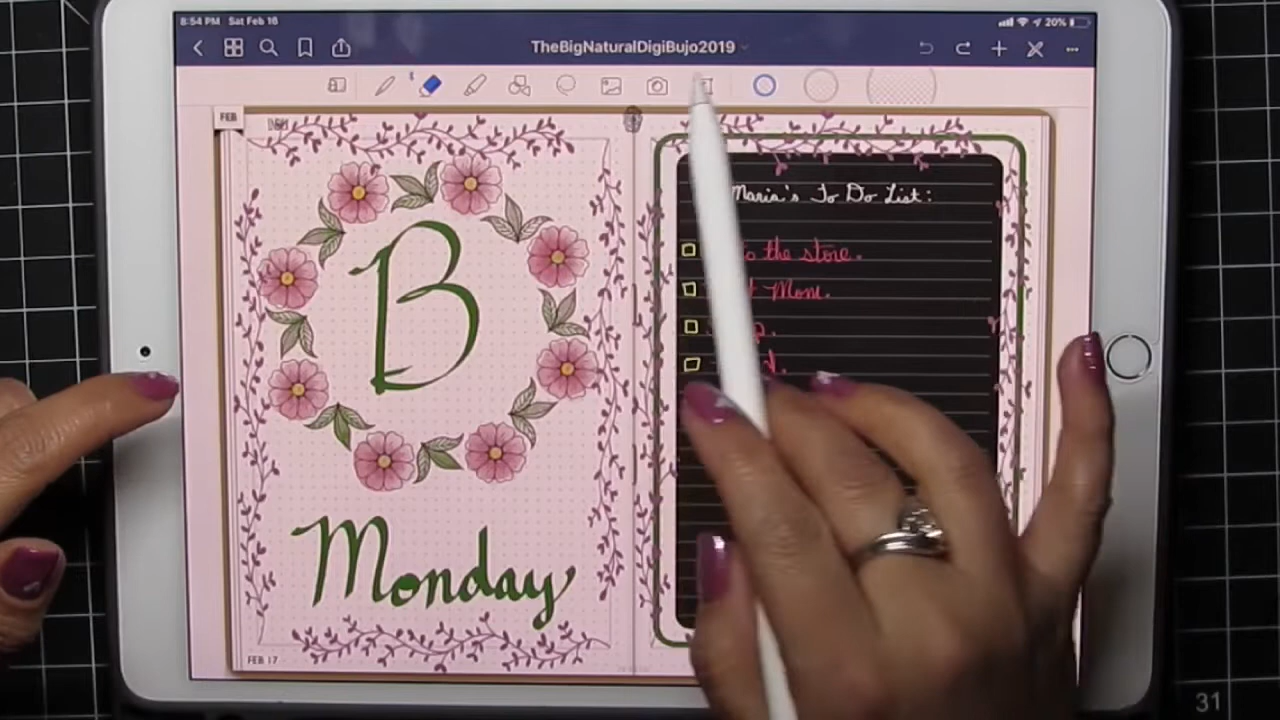 8:54 PM Sat Feb 16
20%
TheBigNaturalDigiBujo2019
FEB
B
Monday
FEB 17
Maria's To Do List:
the store.
Mom.
31